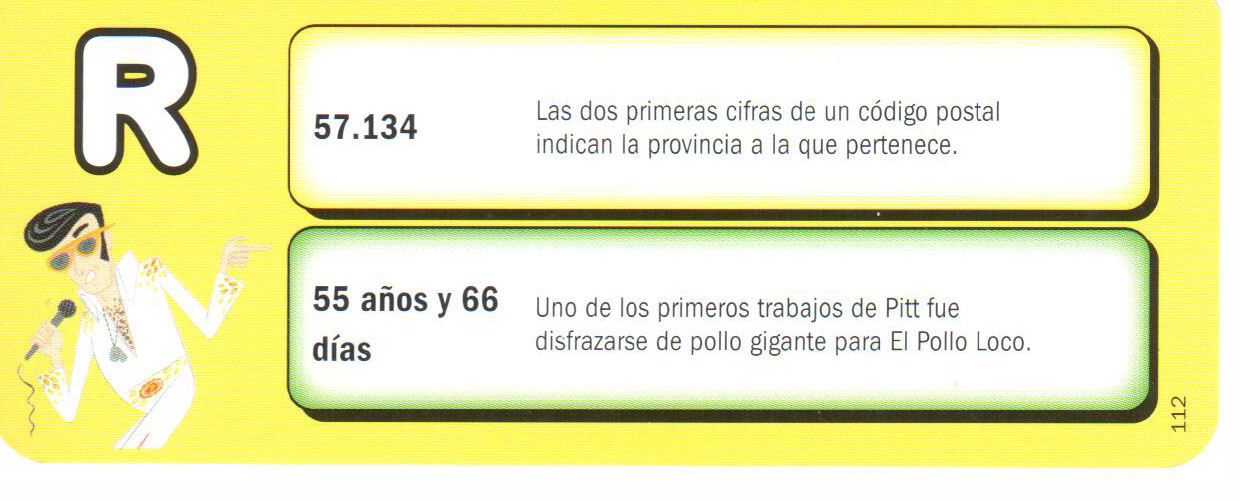 R
57.134
Las dos primeras cifras de un código postal
indican la provincia a la que pertenece.
55 años y 66
días
Uno de los primeros trabajos de Pitt fue
disfrazarse de pollo gigante para El Pollo Loco.
112